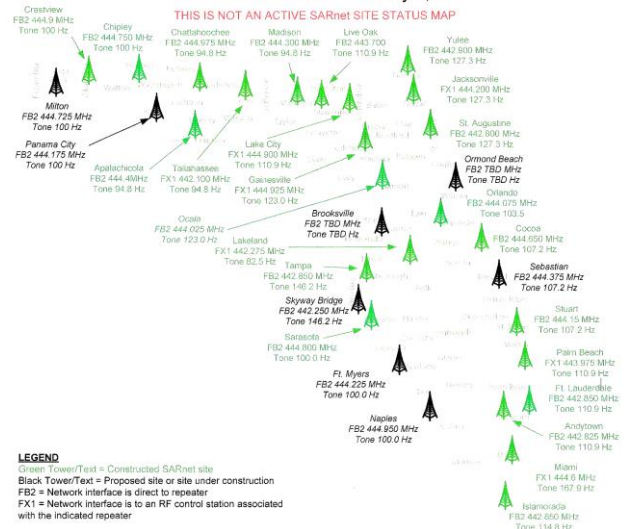 THIS IS NOT AN ACTIVE SARnet SITE STATUS MAP
Crestview
FB2 444.9 MHz
Tone 100 Hz
Chipley
FB2 444.750 MHz
Tone 100 Hz
Chattahoochee
FB2 444.975 MHz
Tone 94.8 Hz
Madison
FB2 444.300 MHz
Tone 94.8 Hz
Live Oak
FB2 443.700
Tone 110.9 Hz
Yulee
FB2 442.900 MHz
Tone 127.3 Hz
Jacksonville
FX1 444.200 MHz
Tone 127.3 Hz
Milton
FB2 444.725 MHz
Tone 100 Hz
Panama City
FB2 444.175 MHz
Tone 100 Hz
Apalachicola
FB2 444.4MHz
Tone 94.8 Hz
Tallahassee
FX1 442.100 MHz
Tone 94.8 Hz
Lake City
FX1 444.900 MHz
Tone 110.9 Hz
Gainesville
FX1 444.925 MHz
Tone 123.0 Hz
St. Augustine
FB2 442.600 MHz
Tone 127.3 Hz
Ormond Beach
FB2 TBD MHz
Tone TBD Hz
Ocala
FB2 444.025 MHz
Tone 123.0 Hz
Brooksville
FB2 TBD MHz
Tone TBD Hz
Orlando
FB2 444.075 MHz
Tone 103.5
Lakeland
FX1 442.275 MHz
Tone 82.5 Hz
Cocoa
FB2 444.650 MHz
Tone 107.2 Hz
Tampa
FB2 442.850 MHz
Tone 146.2 Hz
Sebastian
FB2 444.375 MHz
Tone 107.2 Hz
Skyway Bridge
FB2 442.250 MHz
Tone 146.2 Hz
Sarasota
FB2 444.800 MHz
Tone 100.0 Hz
Stuart
FB2 444.15 MHz
Tone 107.2 Hz
Palm Beach
FX1 443.975 MHz
Tone 110.9 Hz
Ft. Myers
FB2 444.225 MHz
Tone 100.0 Hz
Ft. Lauderdale
FB2 442.850 MHz
Tone 110.9 Hz
Naples
FB2 444.950 MHz
Tone 100.0 Hz
Andytown
FB2 442.825 MHz
Tone 110.9 Hz
Miami
FX1 444.6 MHz
Tone 167.9 Hz
Islamorada
FB2 442.650 MHz
Tone 114.8 Hz
LEGEND
Green Tower/Text = Constructed SARnet site
Black Tower/Text = Proposed site or site under construction
FB2 = Network interface is direct to repeater
FX1 = Network interface is to an RF control station associated
with the indicated repeater